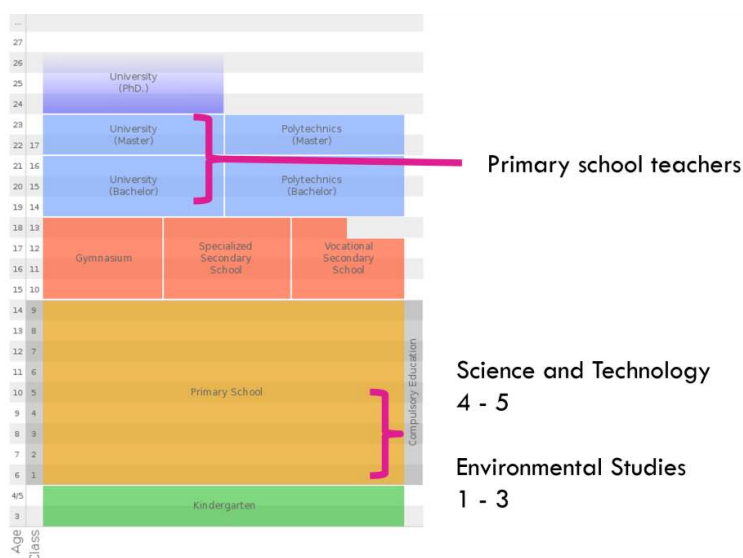 ...
27
26
25
24
23
22 17
21 16
20 15
19 14
18 13
17 12
16 11
15 10
14 9
13 8
12 7
11 6
10 5
9 4
8 3
7 2
6 1
4/5
3
Age
Class
University
(PhD.)
University
(Master)
Polytechnics
(Master)
University
(Bachelor)
Polytechnics
(Bachelor)
Gymnasium
Specialized
Secondary
School
Vocational
Secondary
School
Primary School
Compulsory Education
Kindergarten
Primary school teachers
Science and Technology
4 - 5
Environmental Studies
1 - 3